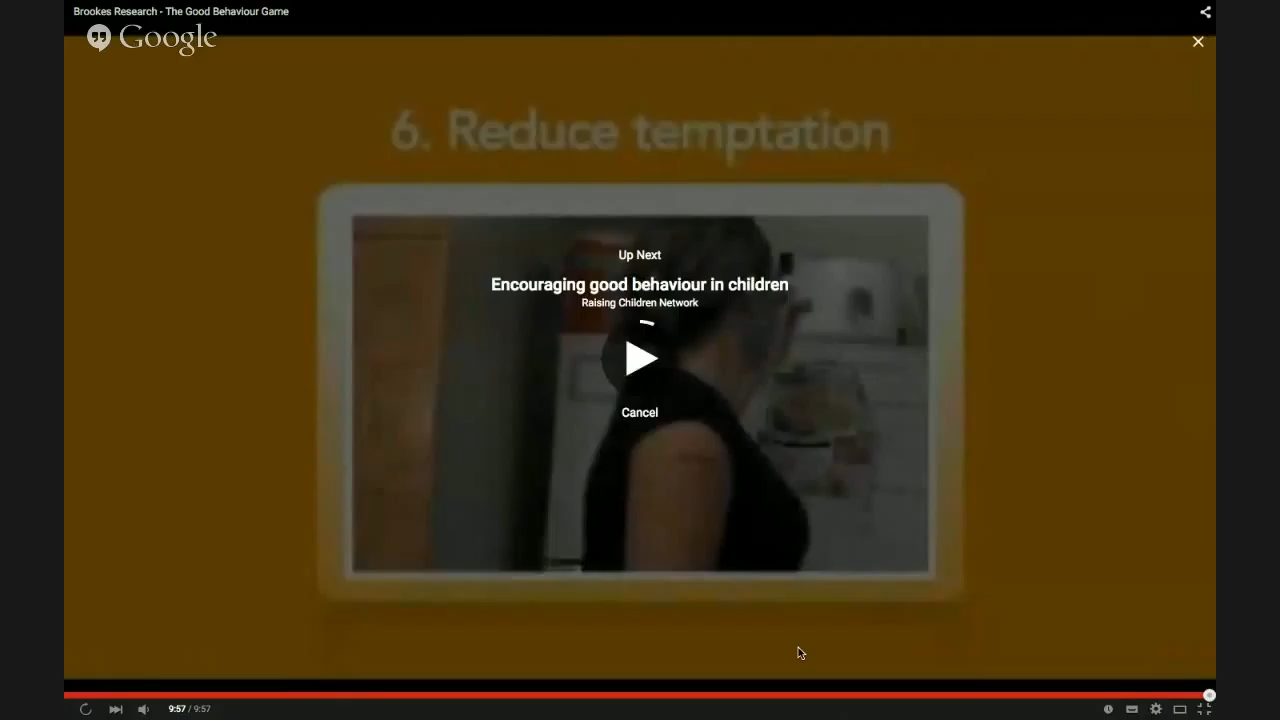 Brookes Research - The Good Behaviour Game
Google
6. Reduce temptation
Up Next
Encouraging good behaviour in children
Raising Children Network
Cancel
9:57 / 9:57